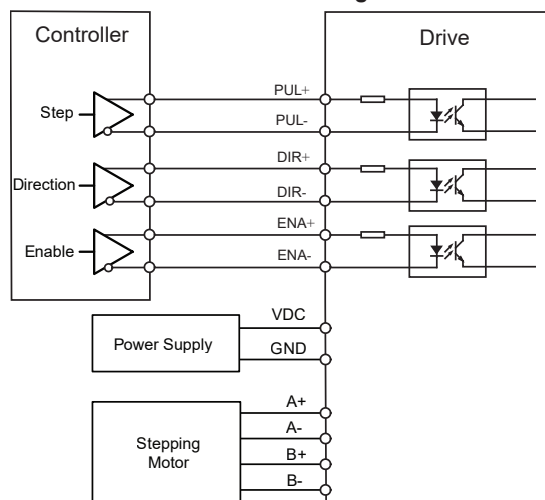 Controller
Drive
Step
PUL+
PUL-
Direction
DIR+
DIR-
Enable
ENA+
ENA-
Power Supply
VDC
GND
Stepping
Motor
A+
A-
B+
B-